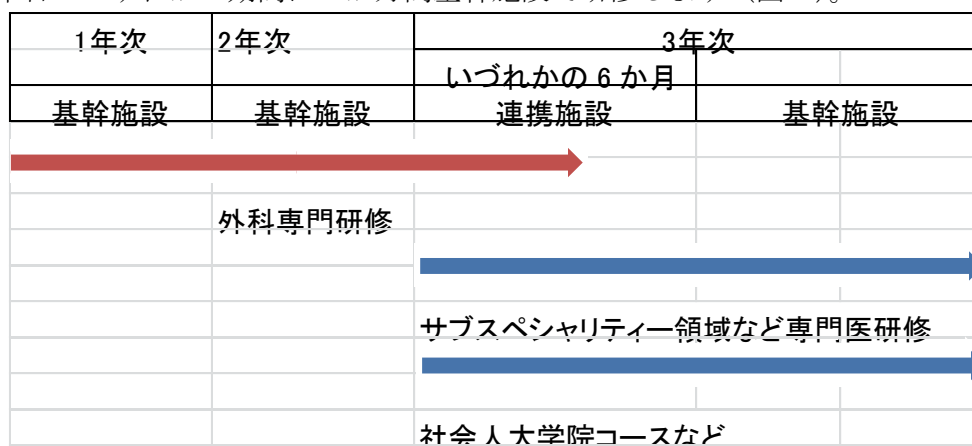 1年次 2年次 3年次
いづれかの6か月
基幹施設 基幹施設 連携施設 基幹施設
外科専門研修
サブスペシャリティー領域など専門医研修
社会人大学院コースなど